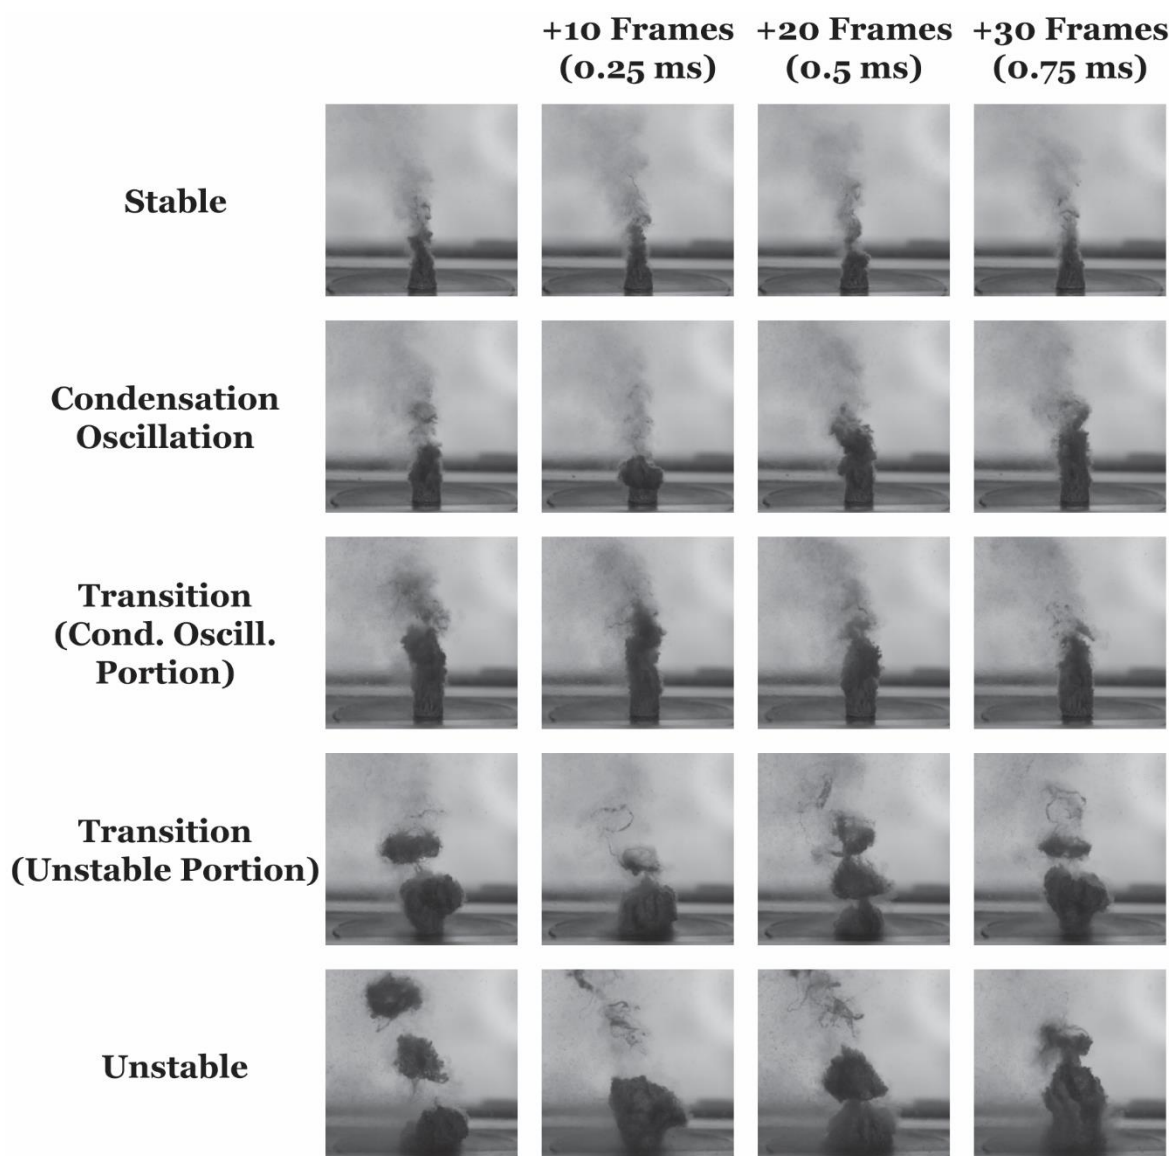 +10 Frames +20 Frames +30 Frames
(0.25 ms) (0.5 ms) (0.75 ms)
Stable
Condensation
Oscillation
Transition
(Cond. Oscill.
Portion)
Transition
(Unstable Portion)
Unstable